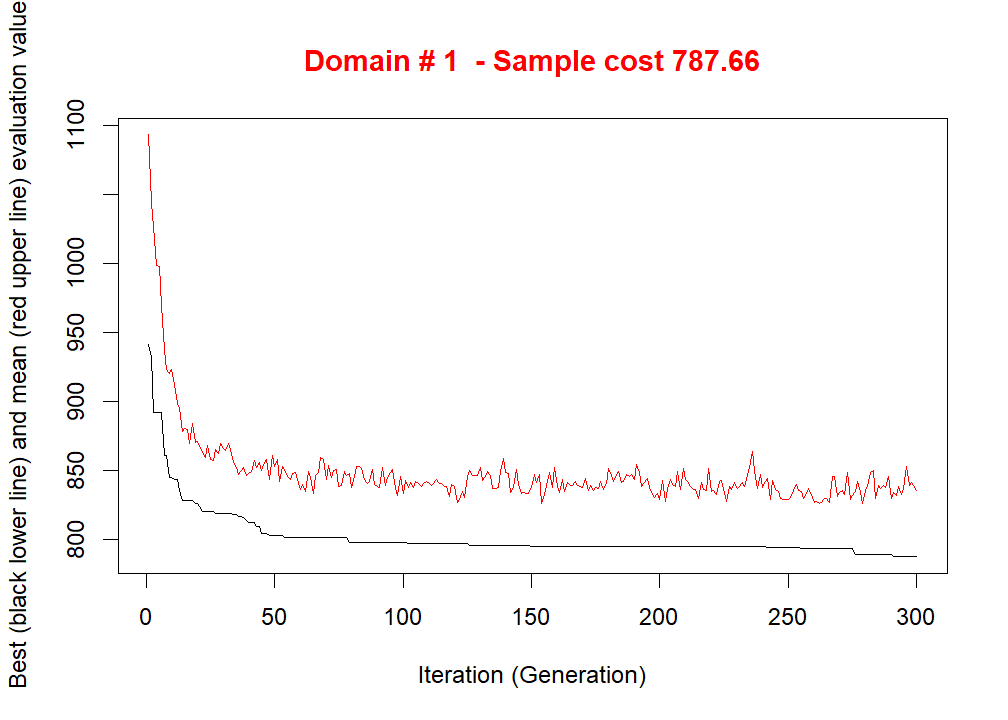 Domain # 1  - Sample cost 787.66
Best (black lower line) and mean (red upper line) evaluation value
1100
1000
950
900
850
800
0 50 100 150 200 250 300
Iteration (Generation)